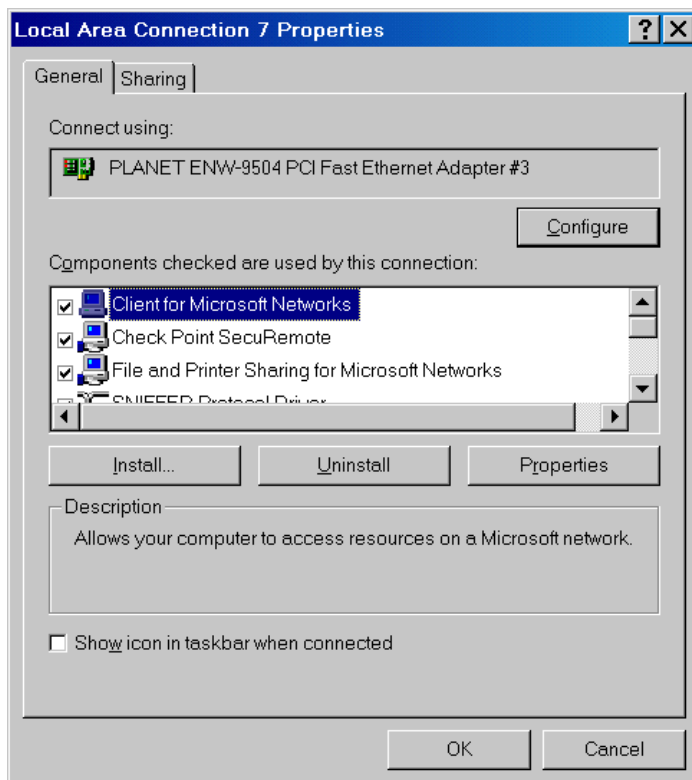 Local Area Connection 7 Properties
General Sharing
Connect using:
PLANET ENW-9504 PCI Fast Ethernet Adapter #3
Configure
Components checked are used by this connection:
Client for Microsoft Networks
Check Point SecuRemote
File and Printer Sharing for Microsoft Networks
SNIFFER Protocol Driver
Install... Uninstall Properties
Description
Allows your computer to access resources on a Microsoft network.
Show icon in taskbar when connected
OK Cancel